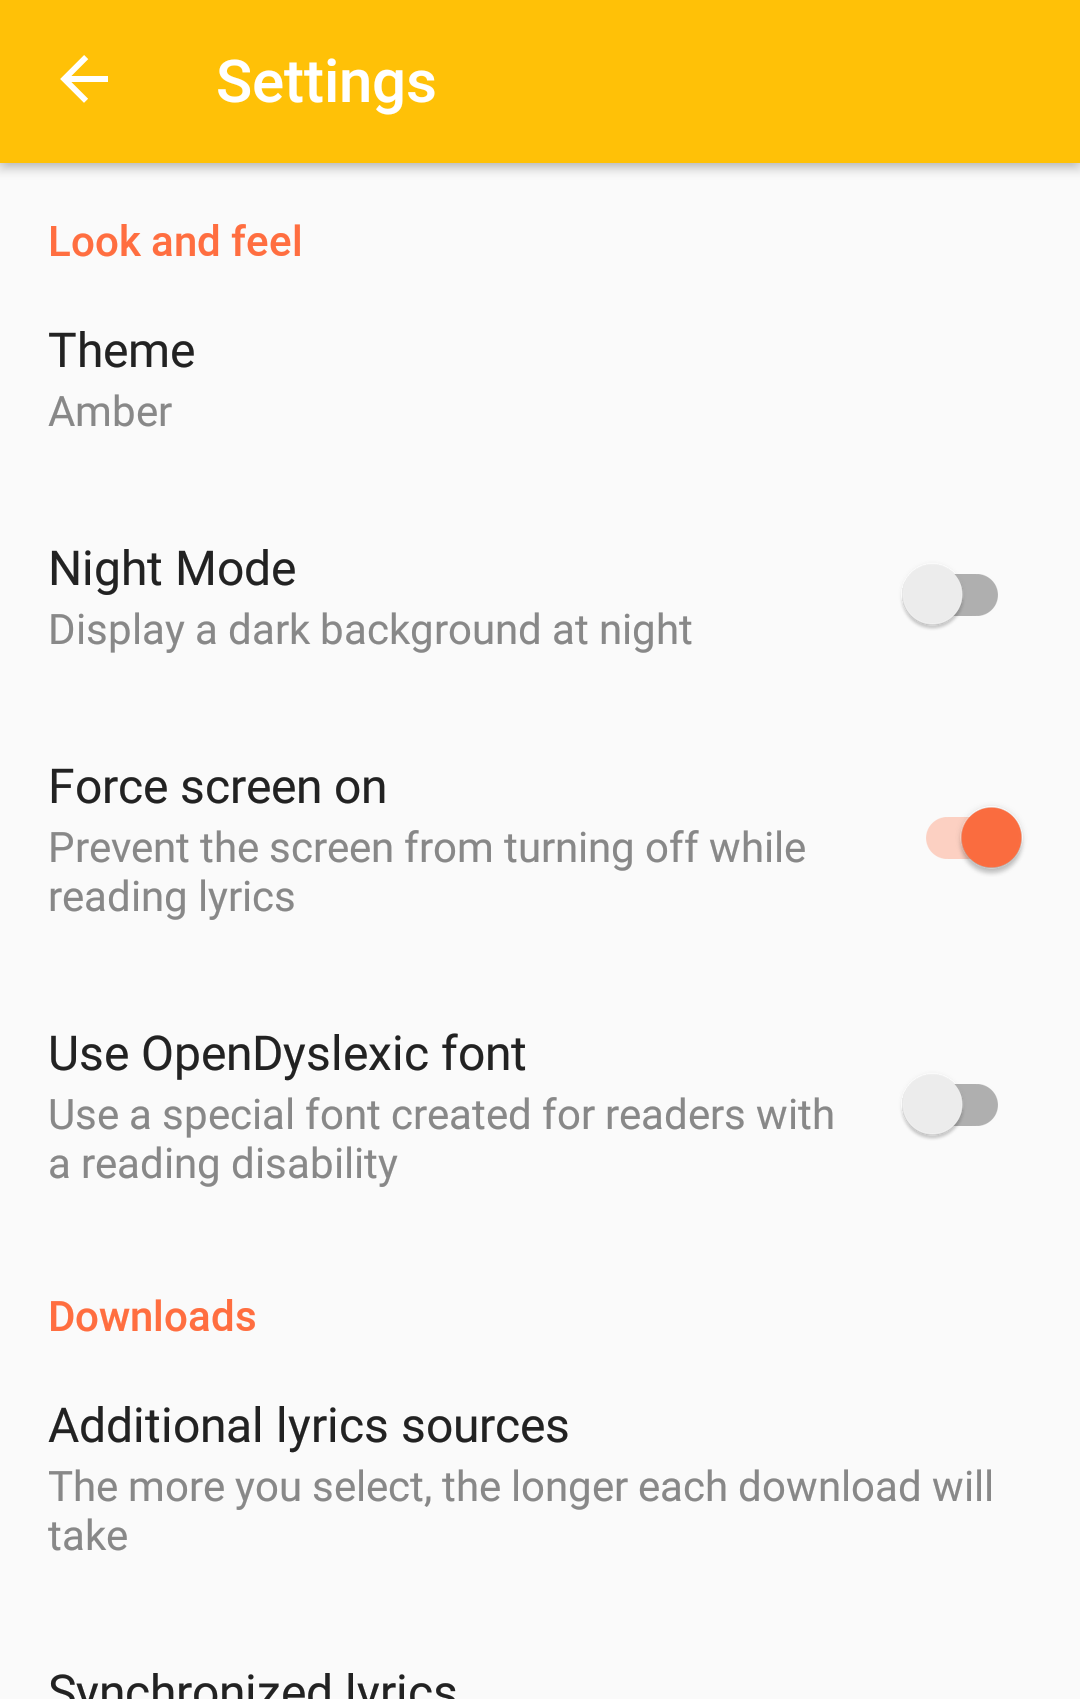 Settings
Look and feel
Theme
Amber
Night Mode
Display a dark background at night
Force screen on
Prevent the screen from turning off while
reading lyrics
Use OpenDyslexic font
Use a special font created for readers with
a reading disability
Downloads
Additional lyrics sources
The more you select, the longer each download will
take
Synchronized lyrics